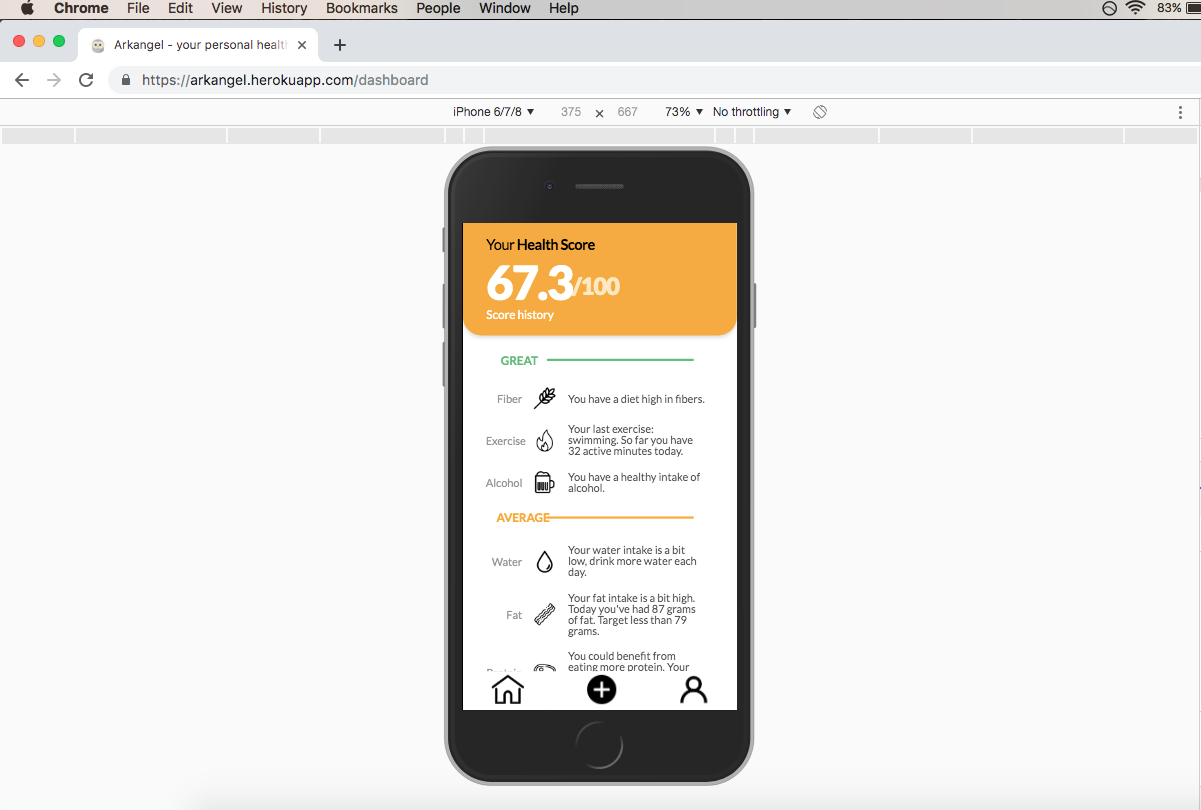 Chrome File Edit View History Bookmarks People Window Help 83%
Arkangel - your personal healt
https://arkangel.herokuapp.com/dashboard
iPhone 6/7/8 375 × 667 73% No throttling
Your Health Score
67.3/100
Score history
GREAT
Fiber
You have a diet high in fibers.
Exercise
Your last exercise:
swimming. So far you have
32 active minutes today.
Alcohol
You have a healthy intake of
alcohol.
AVERAGE
Water
Your water intake is a bit
low, drink more water each
day.
Fat
Your fat intake is a bit high.
Today you've had 87 grams
of fat. Target less than 79
grams.
Protein
You could benefit from
eating more protein. Your